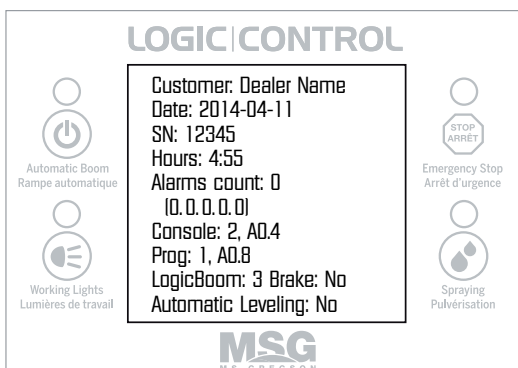 LOGIC|CONTROL
Customer: Dealer Name
Date: 2014-04-11
SN: 12345
Hours: 4:55
Alarms count: 0
(0. 0. 0. 0. 0)
Console: 2, A0.4
Prog: 1, A0.8
LogicBoom: 3 Brake: No
Automatic Leveling: No
Automatic Boom
Rampe automatique
Working Lights
Lumières de travail
STOP
ARRÊT
Emergency Stop
Arrêt d'urgence
Spraying
Pulvérisation
MSG